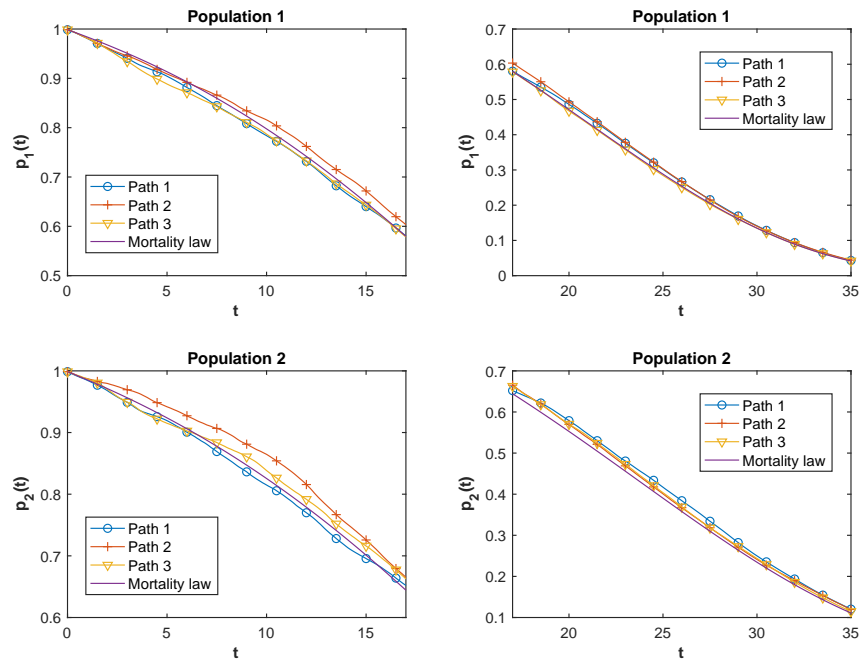 Population 1
p1(t)
1
0.9
0.8
0.7
0.6
0.5
0 5 10 15
t
Path 1
Path 2
Path 3
Mortality law
Population 1
p1(t)
0.7
0.6
0.5
0.4
0.3
0.2
0.1
0
20 25 30 35
t
Path 1
Path 2
Path 3
Mortality law
Population 2
p2(t)
1
0.9
0.8
0.7
0.6
0 5 10 15
t
Path 1
Path 2
Path 3
Mortality law
Population 2
p2(t)
0.7
0.6
0.5
0.4
0.3
0.2
0.1
20 25 30 35
t
Path 1
Path 2
Path 3
Mortality law